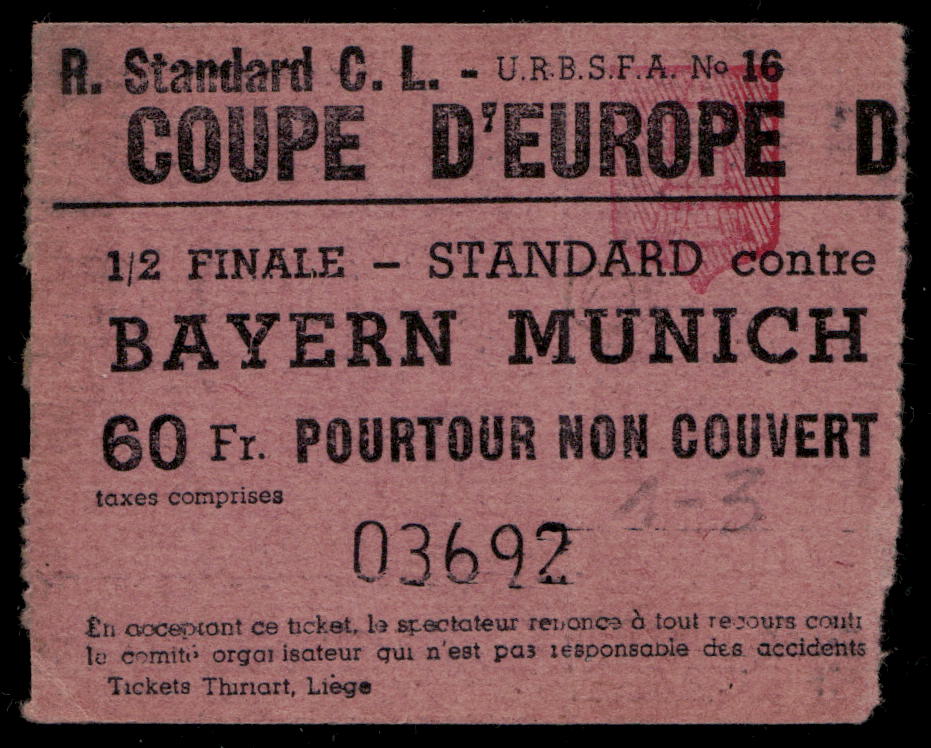 R. Standard C. L. - U.R.B.S.F.A. No 16
COUPE D'EUROPE D
1/2 FINALE – STANDARD contre
BAYERN MUNICH
60 Fr. POURTOUR NON COUVERT
taxes comprises
1-3
03692
En acceptant ce ticket, le spectateur renonce à tout recours contr
le comité organisateur qui n'est pas responsable des accidents
Tickets Thiriart, Liège